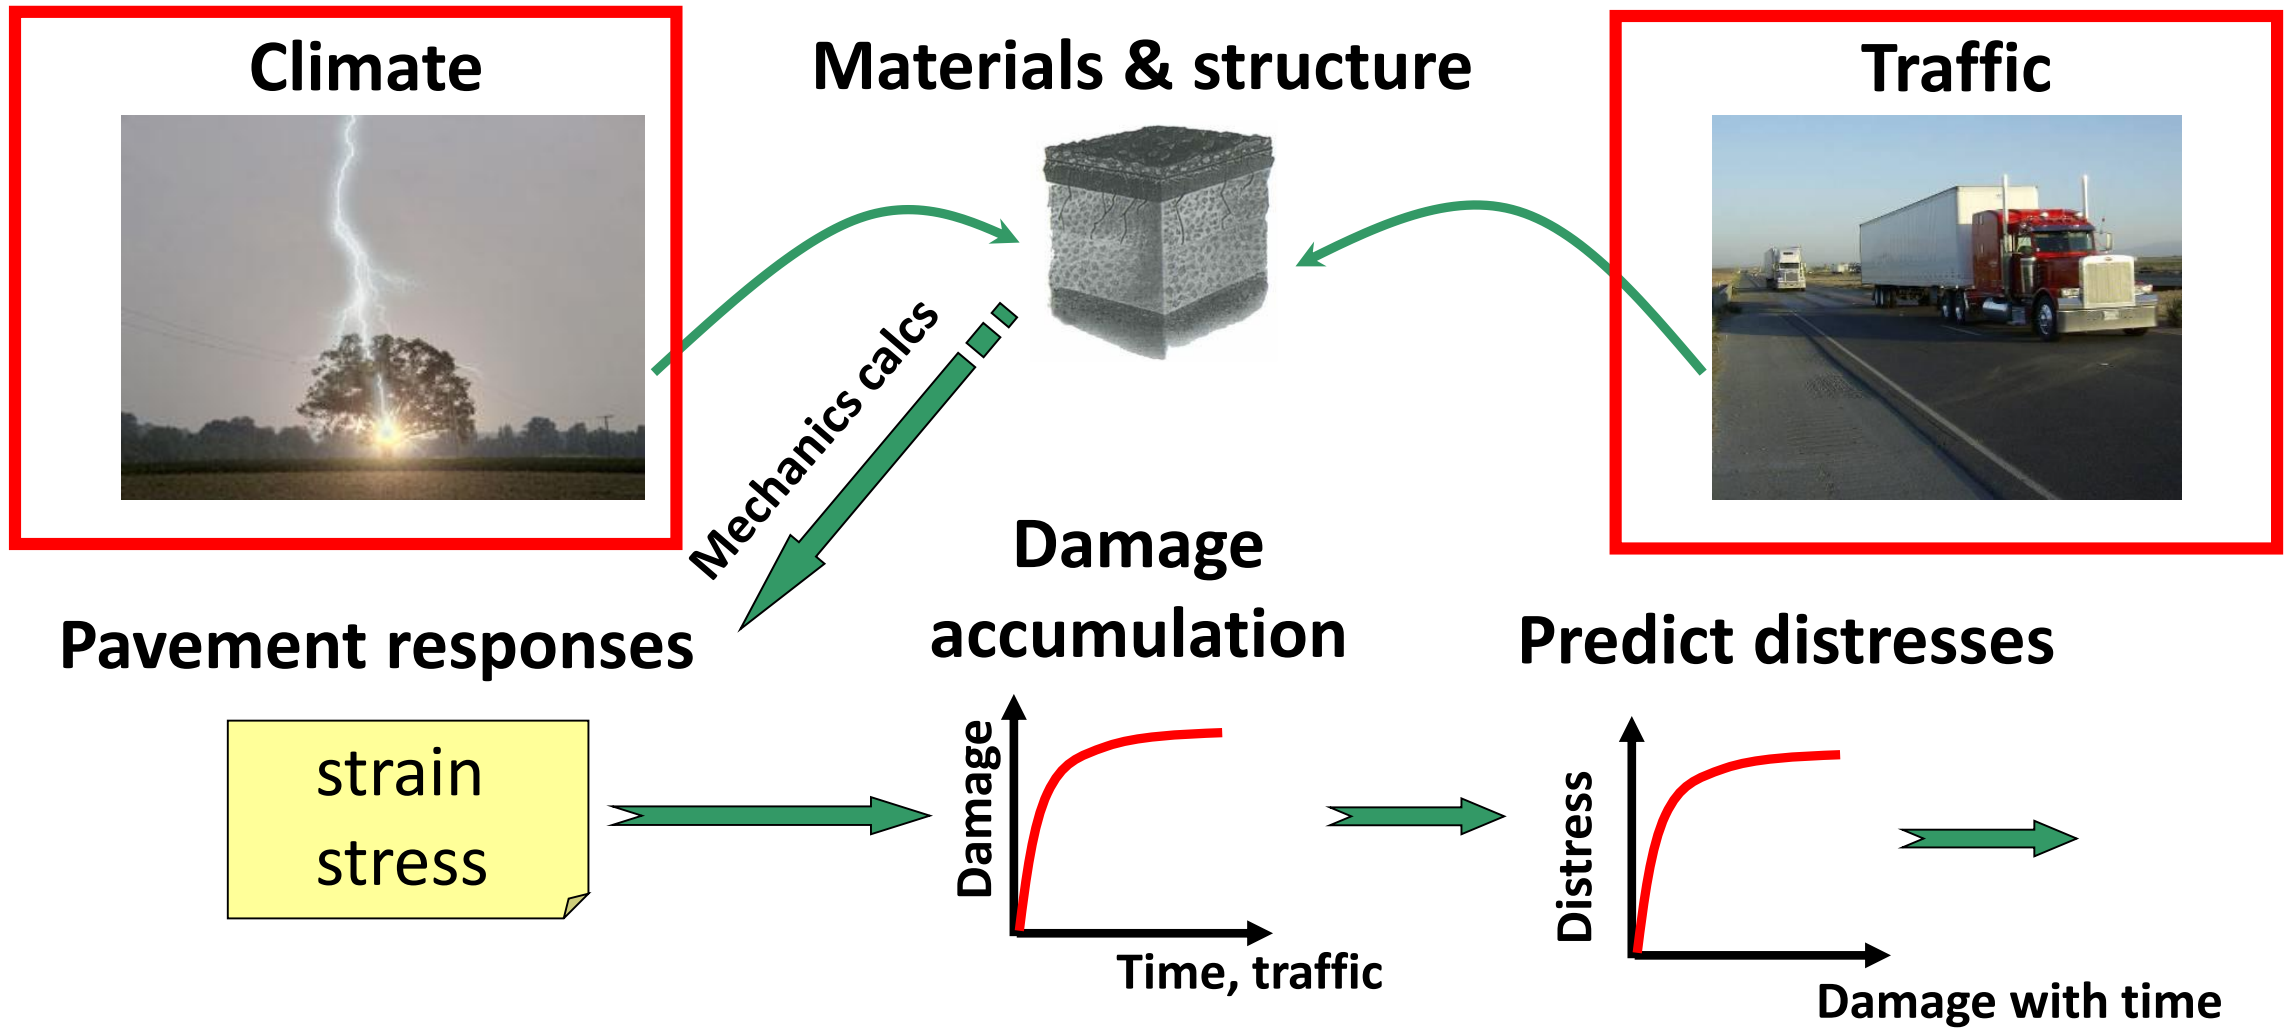 Climate
Materials & structure
Traffic
Mechanics calcs
Pavement responses
strain
stress
Damage
accumulation
Damage
Time, traffic
Predict distresses
Distress
Damage with time